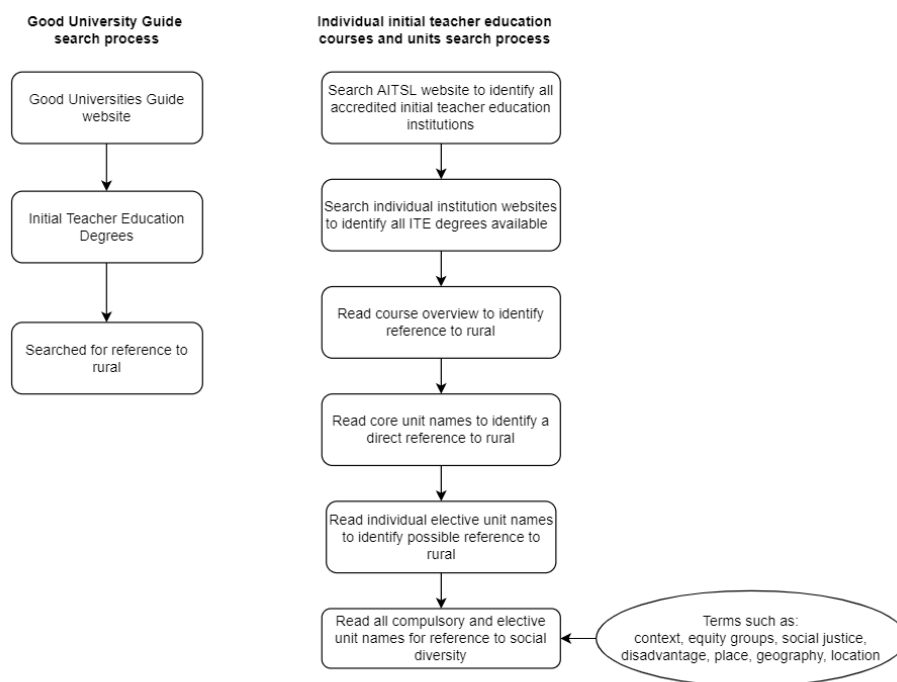 Good University Guide
search process
Good Universities Guide
website
Initial Teacher Education
Degrees
Searched for reference to
rural
Individual initial teacher education
courses and units search process
Search AITSL website to identify all
accredited initial teacher education
institutions
Search individual institution websites
to identify all ITE degrees available
Read course overview to identify
reference to rural
Read core unit names to identify a
direct reference to rural
Read individual elective unit names
to identify possible reference to
rural
Read all compulsory and elective
unit names for reference to social
diversity
Terms such as:
context, equity groups, social justice,
disadvantage, place, geography, location